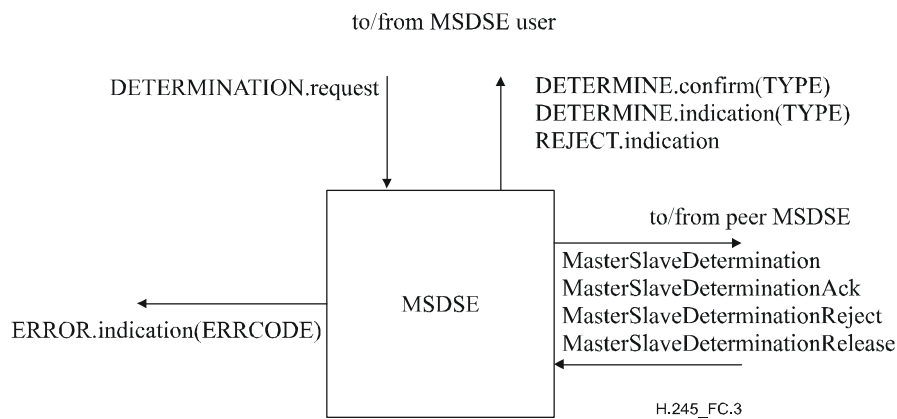 to/from MSDSE user
DETERMINATION.request
DETERMINE.confirm(TYPE)
DETERMINE.indication(TYPE)
REJECT.indication
to/from peer MSDSE
MasterSlaveDetermination
MasterSlaveDeterminationAck
MasterSlaveDeterminationReject
MasterSlaveDeterminationRelease
MSDSE
ERROR.indication(ERRCODE)
H.245_FC.3